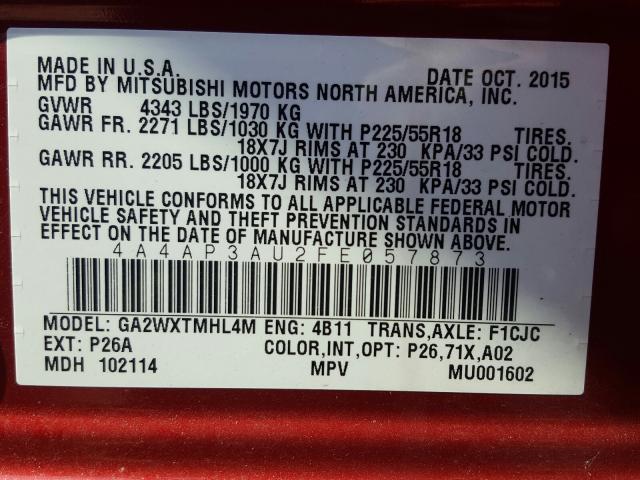 MADE IN U.S.A. DATE OCT. 2015
MFD BY MITSUBISHI MOTORS NORTH AMERICA, INC.
GVWR 4343 LBS/1970 KG
GAWR FR. 2271 LBS/1030 KG WITH P225/55R18 TIRES.
18X7J RIMS AT 230 KPA/33 PSI COLD.
GAWR RR. 2205 LBS/1000 KG WITH P225/55R18 TIRES.
18X7J RIMS AT 230 KPA/33 PSI COLD.
THIS VEHICLE CONFORMS TO ALL APPLICABLE FEDERAL MOTOR
VEHICLE SAFETY AND THEFT PREVENTION STANDARDS IN
EFFECT ON THE DATE OF MANUFACTURE SHOWN ABOVE.
4A4AP3AU2FE057873
MODEL: GA2WXTMHL4M ENG: 4B11 TRANS,AXLE: F1CJC
EXT: P26A COLOR,INT,OPT: P26,71X,A02
MDH 102114 MPV MU001602